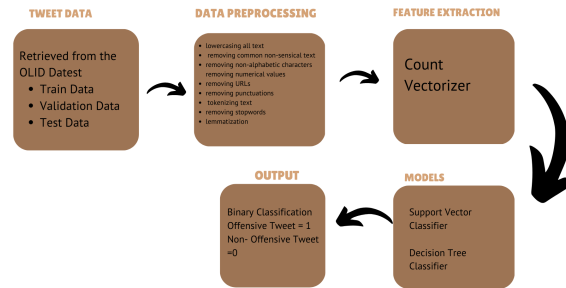 TWEET DATA
Retrieved from the
OLID Datest
• Train Data
• Validation Data
• Test Data
DATA PREPROCESSING
• lowercasing all text
• removing common non-sensical text
• removing non-alphabetic characters
removing numerical values
• removing URLs
• removing punctuations
• tokenizing text
• removing stopwords
• lemmatization
FEATURE EXTRACTION
Count
Vectorizer
MODELS
Support Vector
Classifier
Decision Tree
Classifier
OUTPUT
Binary Classification
Offensive Tweet = 1
Non- Offensive Tweet
=0